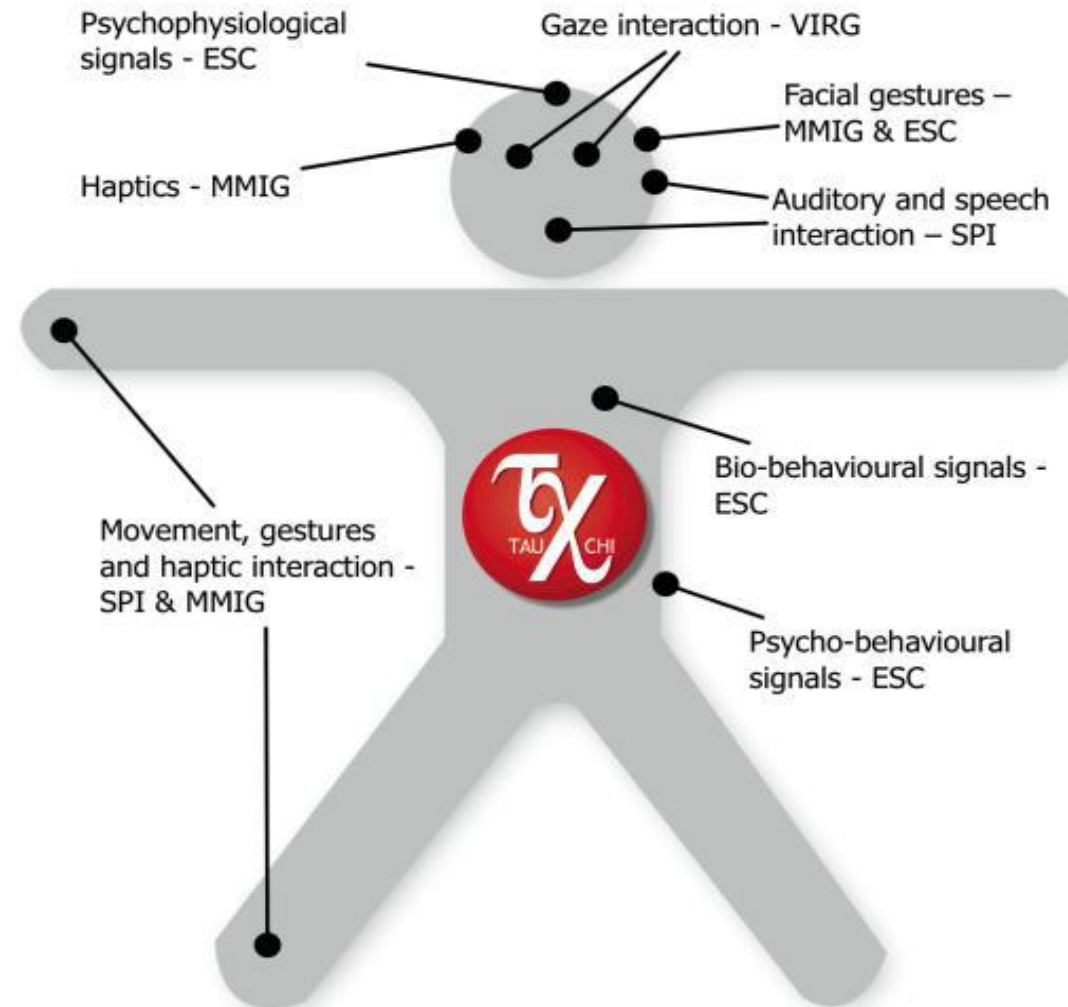 Psychophysiological
signals - ESC
Gaze interaction - VIRG
Facial gestures –
MMIG & ESC
Haptics - MMIG
Auditory and speech
interaction – SPI
Bio-behavioural signals -
ESC
TAU CHI
Movement, gestures
and haptic interaction -
SPI & MMIG
Psycho-behavioural
signals - ESC